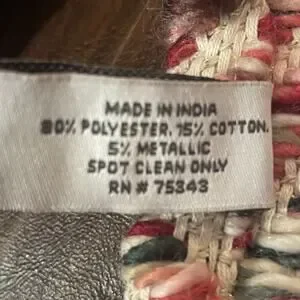 MADE IN INDIA
80% POLYESTER, 15% COTTON,
5% METALLIC
SPOT CLEAN ONLY
RN # 75343